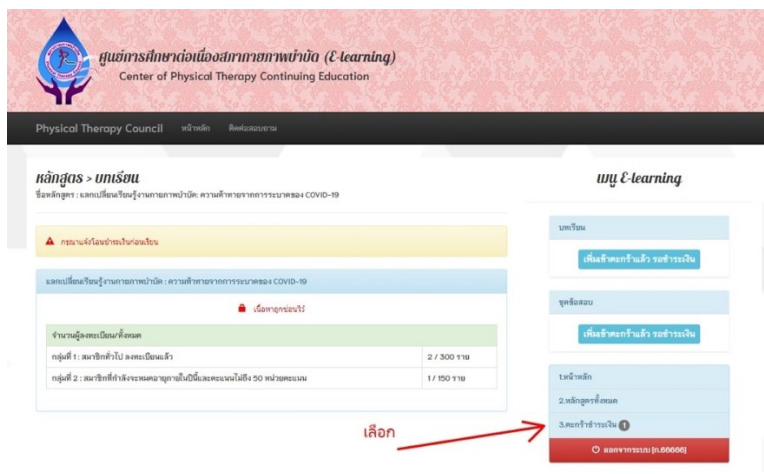 ศูนย์การศึกษาต่อเนื่องสภากายภาพบำบัด (E-learning)
Center of Physical Therapy Continuing Education
Physical Therapy Council หน้าหลัก ติดต่อสอบถาม
หลักสูตร > บทเรียน
ชื่อหลักสูตร : แลกเปลี่ยนเรียนรู้งานกายภาพบำบัด: ความท้าทายจากการระบาดของ COVID-19
กรุณาแจ้งโอนชำระเงินก่อนเรียน
แลกเปลี่ยนเรียนรู้งานกายภาพบำบัด : ความท้าทายจากการระบาดของ COVID-19
เนื้อหาถูกซ่อนไว้
จำนวนผู้ลงทะเบียน/ทั้งหมด
กลุ่มที่ 1 : สมาชิกทั่วไป ลงทะเบียนแล้ว 2 / 300 ราย
กลุ่มที่ 2 : สมาชิกที่กำลังจะหมดอายุภายในปีนี้และคะแนนไม่ถึง 50 หน่วยคะแนน 1 / 150 ราย
เลือก
เมนู E-learning
บทเรียน
เพิ่มเข้าตะกร้าแล้ว รอชำระเงิน
ชุดข้อสอบ
เพิ่มเข้าตะกร้าแล้ว รอชำระเงิน
1.หน้าหลัก
2.หลักสูตรทั้งหมด
3.ตะกร้าชำระเงิน 1
ออกจากระบบ [ก.66666]